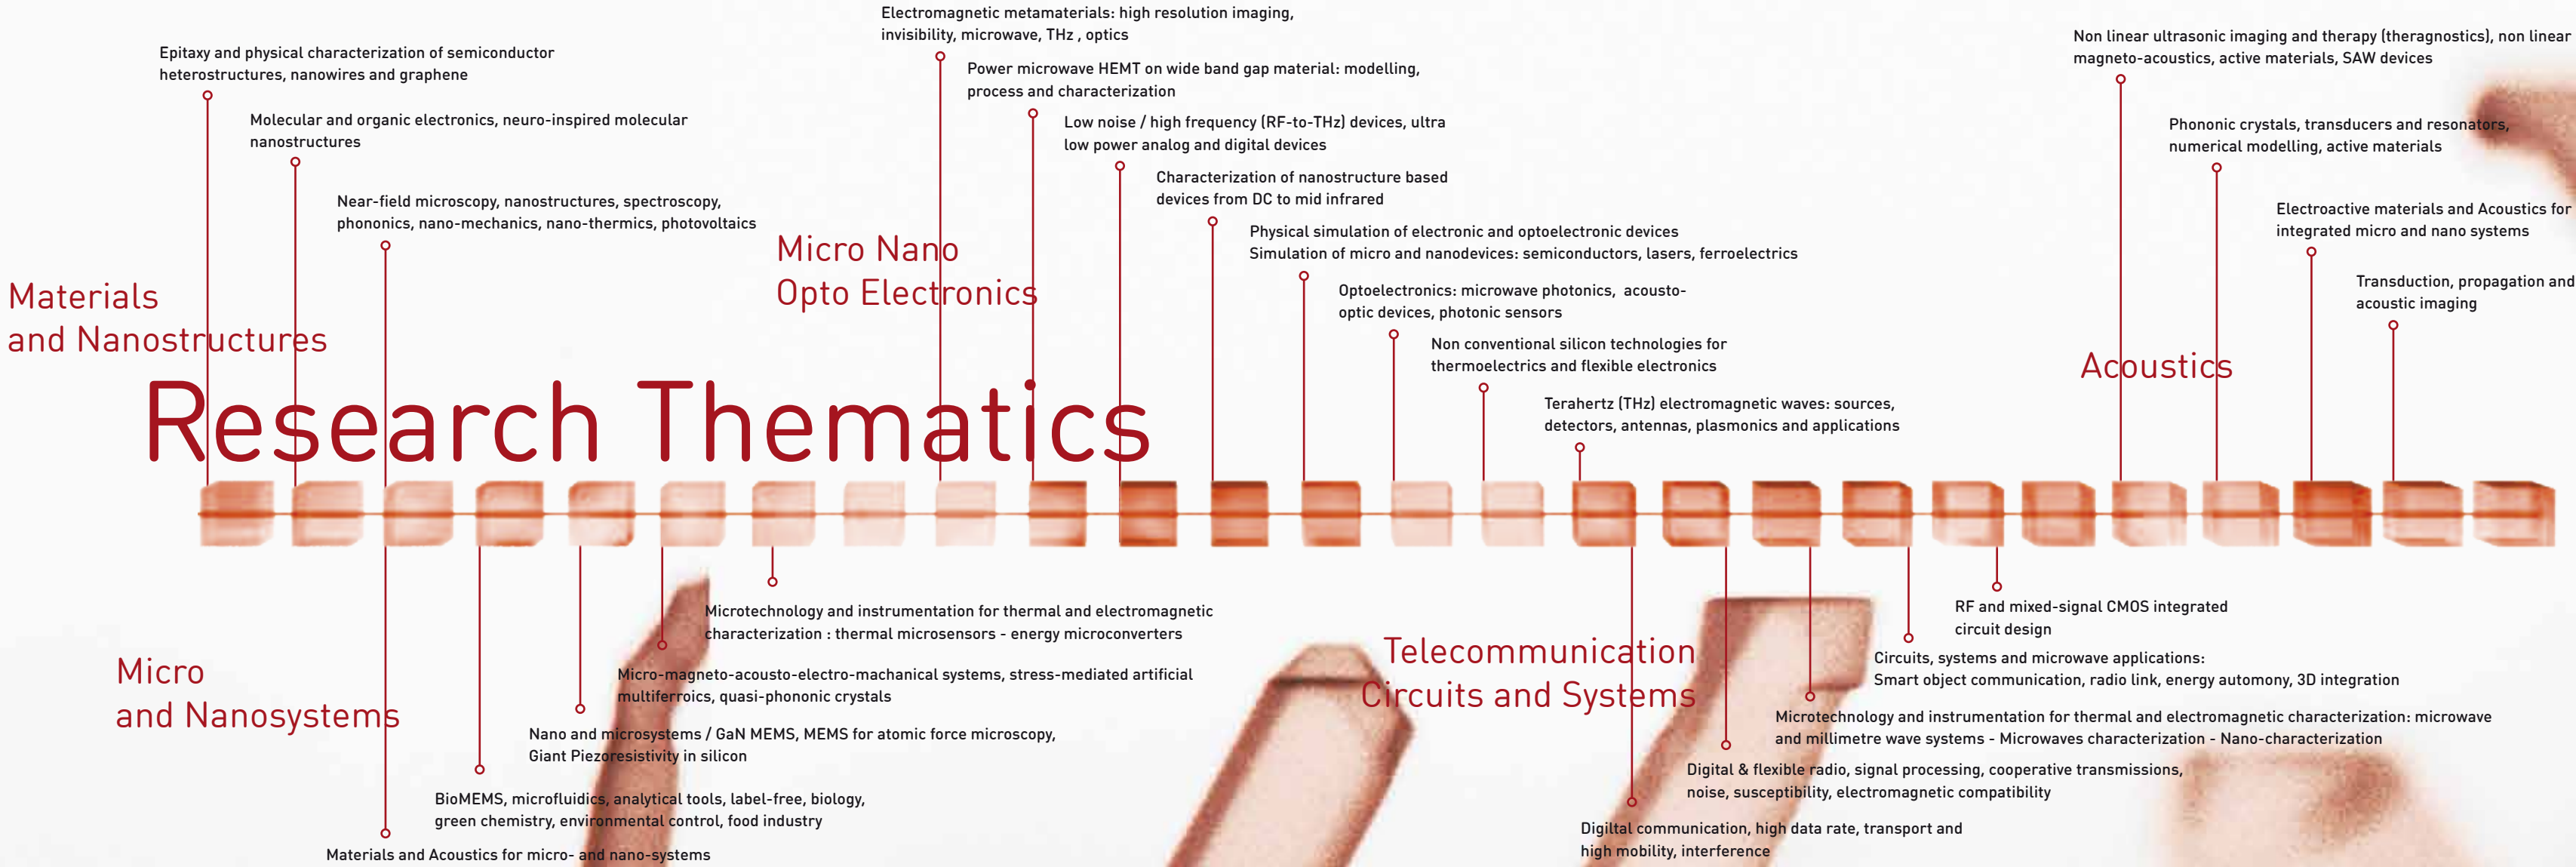 Research Thematics
Materials
and Nanostructures
Epitaxy and physical characterization of semiconductor
heterostructures, nanowires and graphene
Molecular and organic electronics, neuro-inspired molecular
nanostructures
Near-field microscopy, nanostructures, spectroscopy,
phononics, nano-mechanics, nano-thermics, photovoltaics
Micro Nano
Opto Electronics
Electromagnetic metamaterials: high resolution imaging,
invisibility, microwave, THz , optics
Power microwave HEMT on wide band gap material: modelling,
process and characterization
Low noise / high frequency (RF-to-THz) devices, ultra
low power analog and digital devices
Characterization of nanostructure based
devices from DC to mid infrared
Physical simulation of electronic and optoelectronic devices
Simulation of micro and nanodevices: semiconductors, lasers, ferroelectrics
Optoelectronics: microwave photonics,  acousto-
optic devices, photonic sensors
Non conventional silicon technologies for
thermoelectrics and flexible electronics
Terahertz (THz) electromagnetic waves: sources,
detectors, antennas, plasmonics and applications
Acoustics
Non linear ultrasonic imaging and therapy (theragnostics), non linear
magneto-acoustics, active materials, SAW devices
Phononic crystals, transducers and resonators,
numerical modelling, active materials
Electroactive materials and Acoustics for
integrated micro and nano systems
Transduction, propagation and
acoustic imaging
Micro
and Nanosystems
Microtechnology and instrumentation for thermal and electromagnetic
characterization : thermal microsensors - energy microconverters
Micro-magneto-acousto-electro-machanical systems, stress-mediated artificial
multiferroics, quasi-phononic crystals
Nano and microsystems / GaN MEMS, MEMS for atomic force microscopy,
Giant Piezoresistivity in silicon
BioMEMS, microfluidics, analytical tools, label-free, biology,
green chemistry, environmental control, food industry
Materials and Acoustics for micro- and nano-systems
Telecommunication
Circuits and Systems
RF and mixed-signal CMOS integrated
circuit design
Circuits, systems and microwave applications:
Smart object communication, radio link, energy automony, 3D integration
Microtechnology and instrumentation for thermal and electromagnetic characterization: microwave
and millimetre wave systems - Microwaves characterization - Nano-characterization
Digital & flexible radio, signal processing, cooperative transmissions,
noise, susceptibility, electromagnetic compatibility
Digiltal communication, high data rate, transport and
high mobility, interference